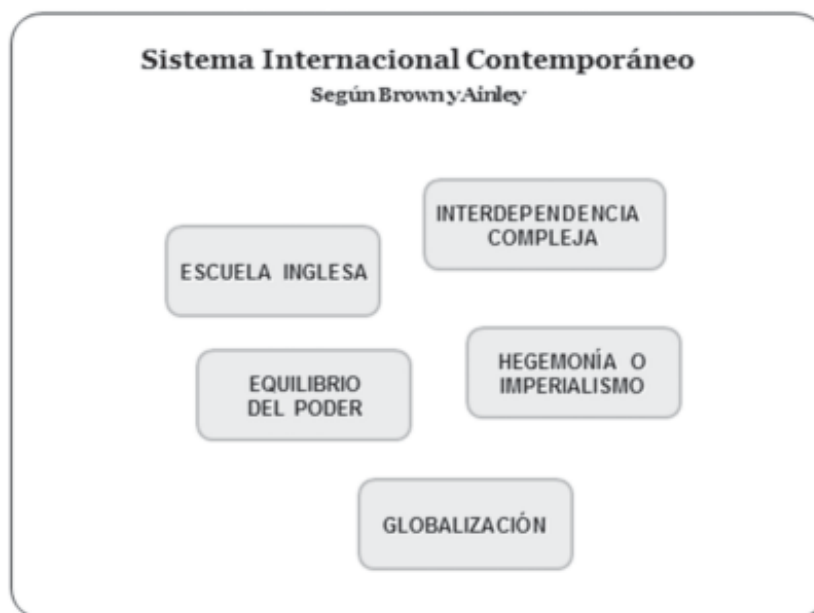 Sistema Internacional Contemporáneo
Según Brown y Ainley
INTERDEPENDENCIA
COMPLEJA
ESCUELA INGLESA
HEGEMONÍA O
IMPERIALISMO
EQUILIBRIO
DEL PODER
GLOBALIZACIÓN